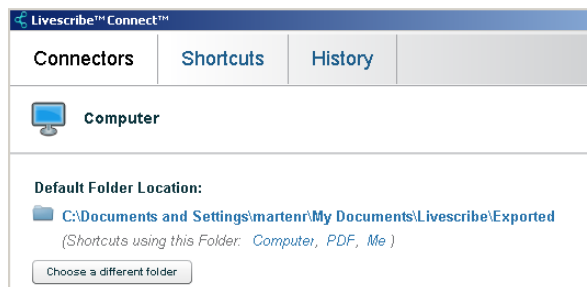 Livescribe™ Connect™
Connectors Shortcuts History
Computer
Default Folder Location:
C:\Documents and Settings\martenr\My Documents\Livescribe\Exported
(Shortcuts using this Folder: Computer, PDF, Me )
Choose a different folder